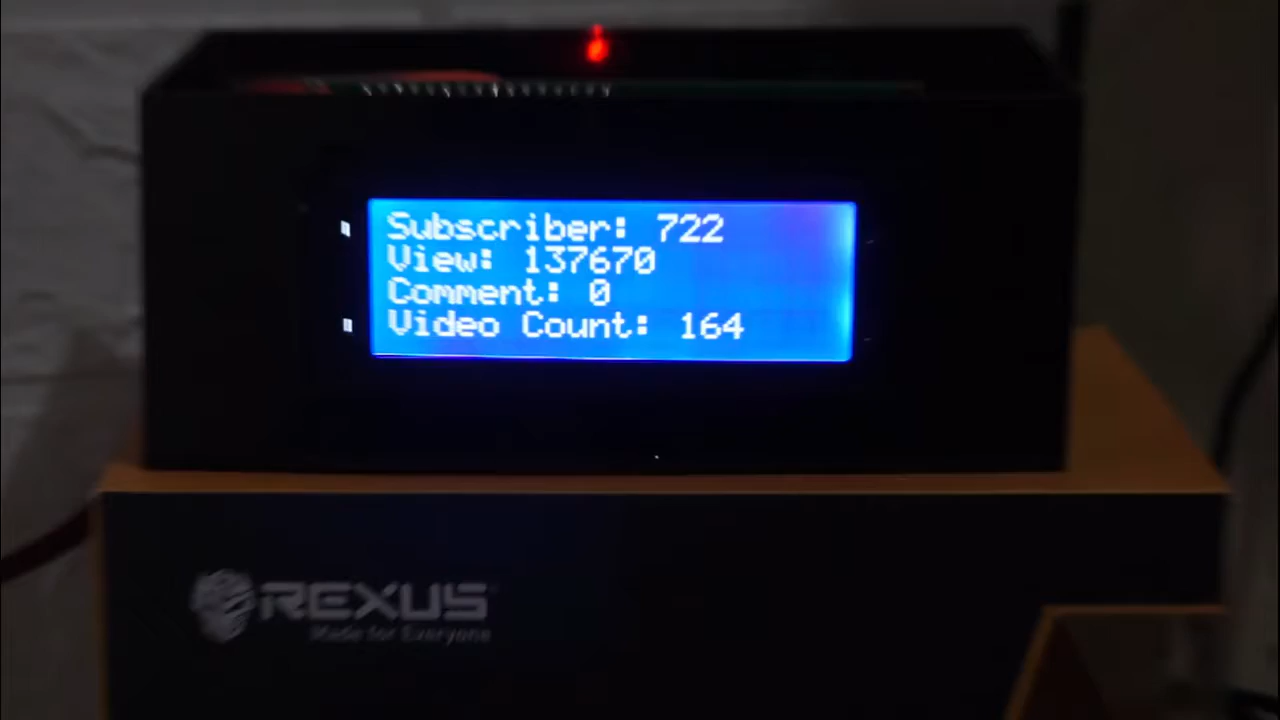 Subscriber: 722
View: 137670
Comment: 0
Video Count: 164
REXUS
Made for Everyone